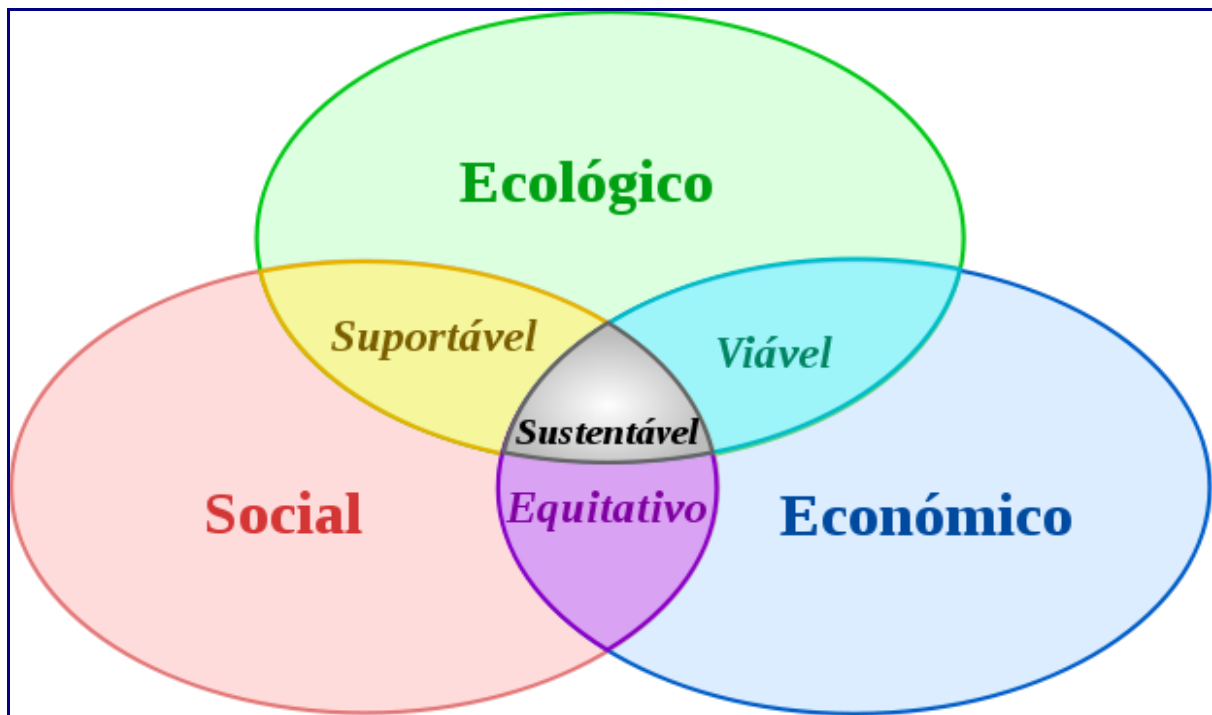 Ecológico
Suportável
Viável
Sustentável
Social
Equitativo
Económico